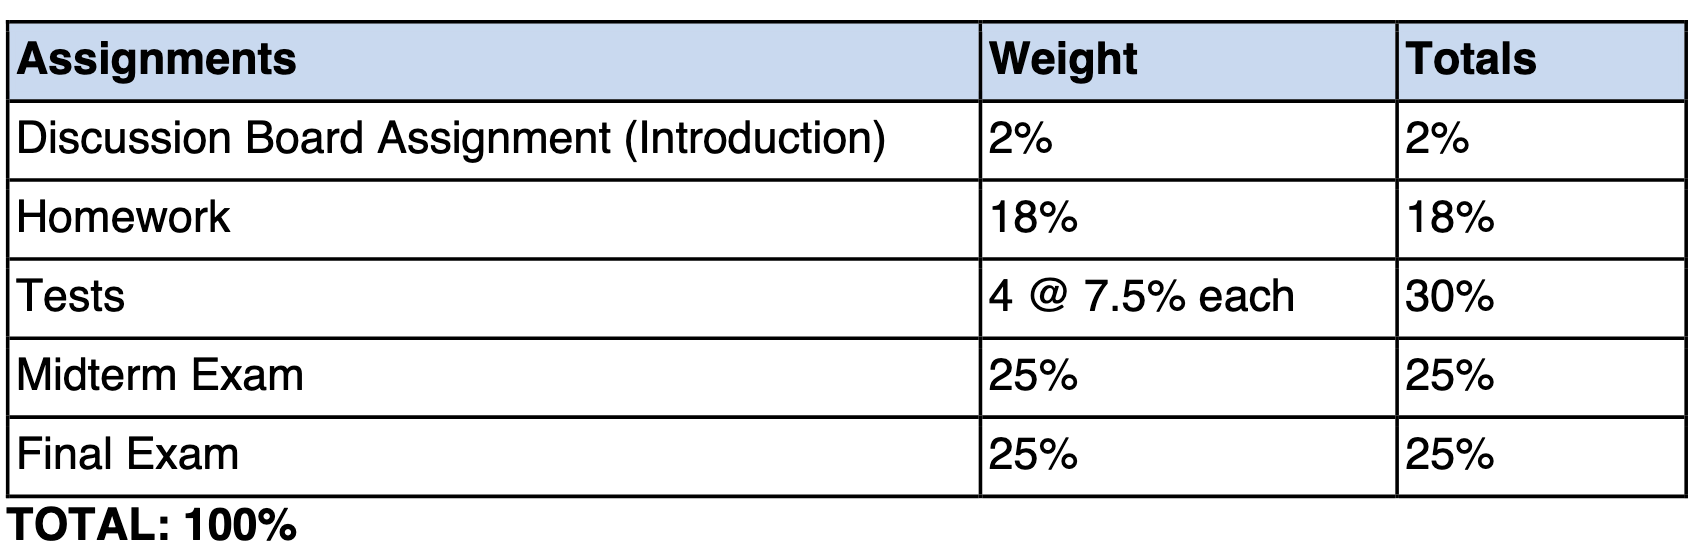 Assignments Weight Totals
Discussion Board Assignment (Introduction) 2% 2%
Homework 18% 18%
Tests 4 @ 7.5% each 30%
Midterm Exam 25% 25%
Final Exam 25% 25%
TOTAL: 100%